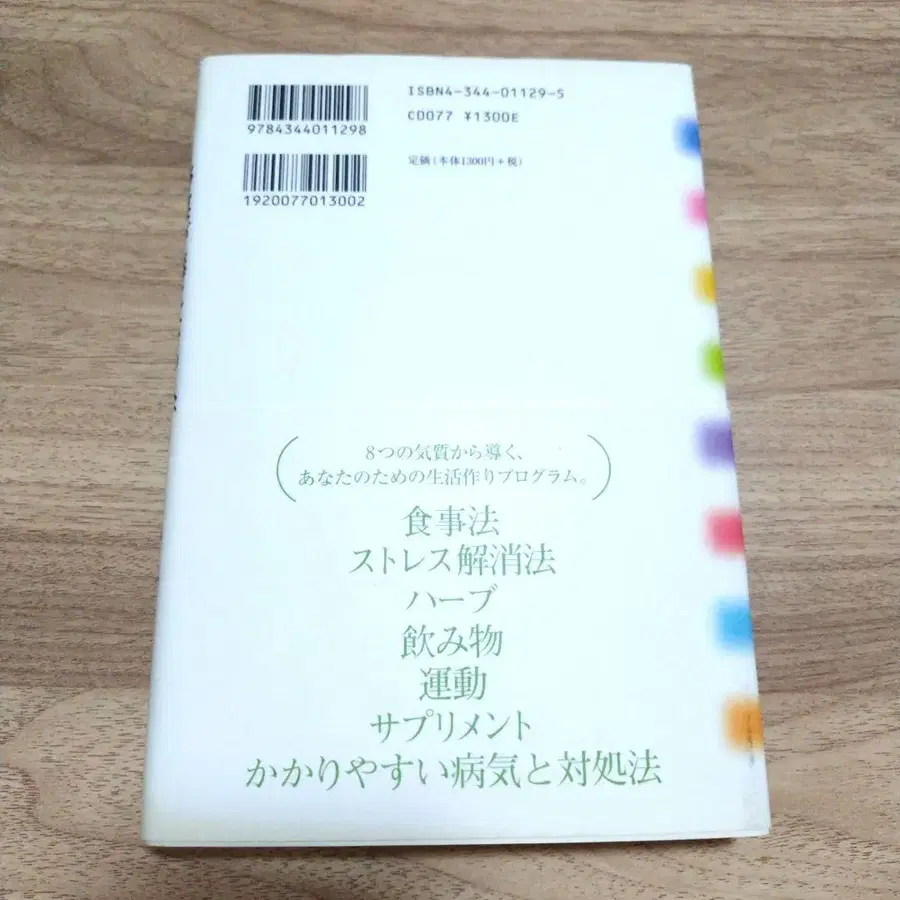 ISBN4-344-01129-5
9784344011298
C0077 ¥1300E
定価(本体1300円+税)
1920077013002
8つの気質から導く、
あなたのための生活作りプログラム。
食事法
ストレス解消法
ハーブ
飲み物
運動
サプリメント
かかりやすい病気と対処法